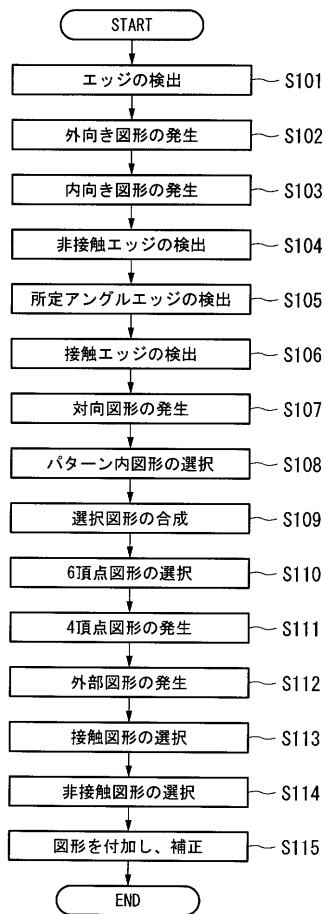 START
エッジの検出 S101
外向き図形の発生 S102
内向き図形の発生 S103
非接触エッジの検出 S104
所定アングルエッジの検出 S105
接触エッジの検出 S106
対向図形の発生 S107
パターン内図形の選択 S108
選択図形の合成 S109
6頂点図形の選択 S110
4頂点図形の発生 S111
外部図形の発生 S112
接触図形の選択 S113
非接触図形の選択 S114
図形を付加し、補正 S115
END